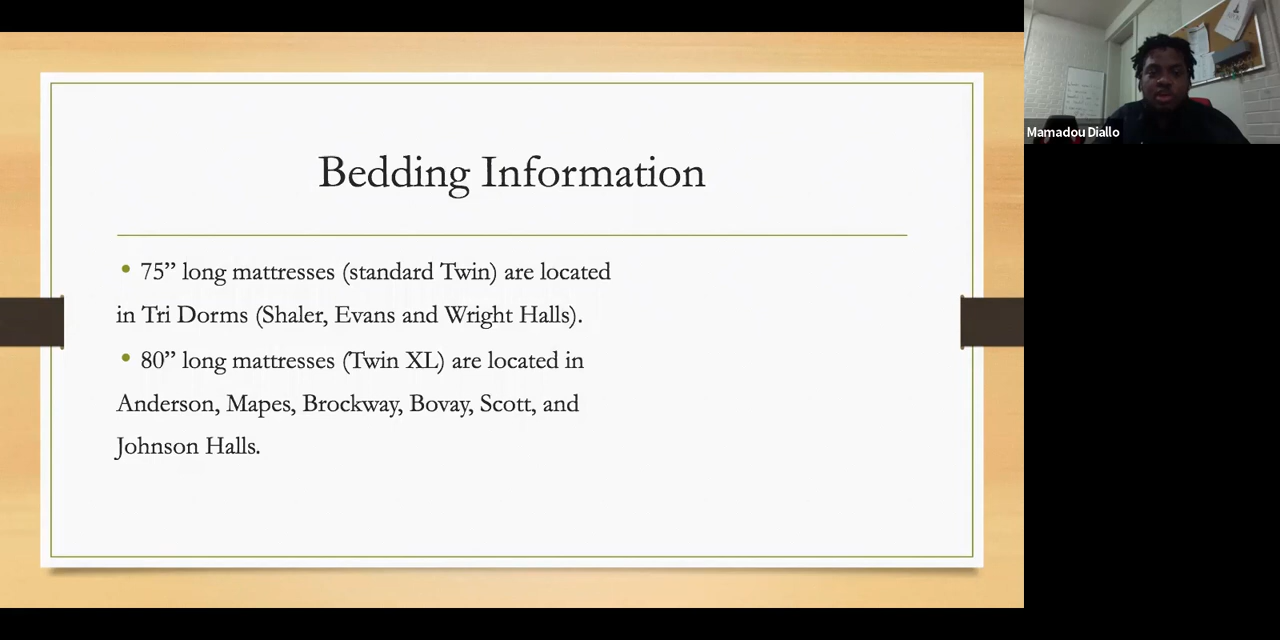 Bedding Information
• 75” long mattresses (standard Twin) are located
in Tri Dorms (Shaler, Evans and Wright Halls).
• 80” long mattresses (Twin XL) are located in
Anderson, Mapes, Brockway, Bovay, Scott, and
Johnson Halls.
Mamadou Diallo